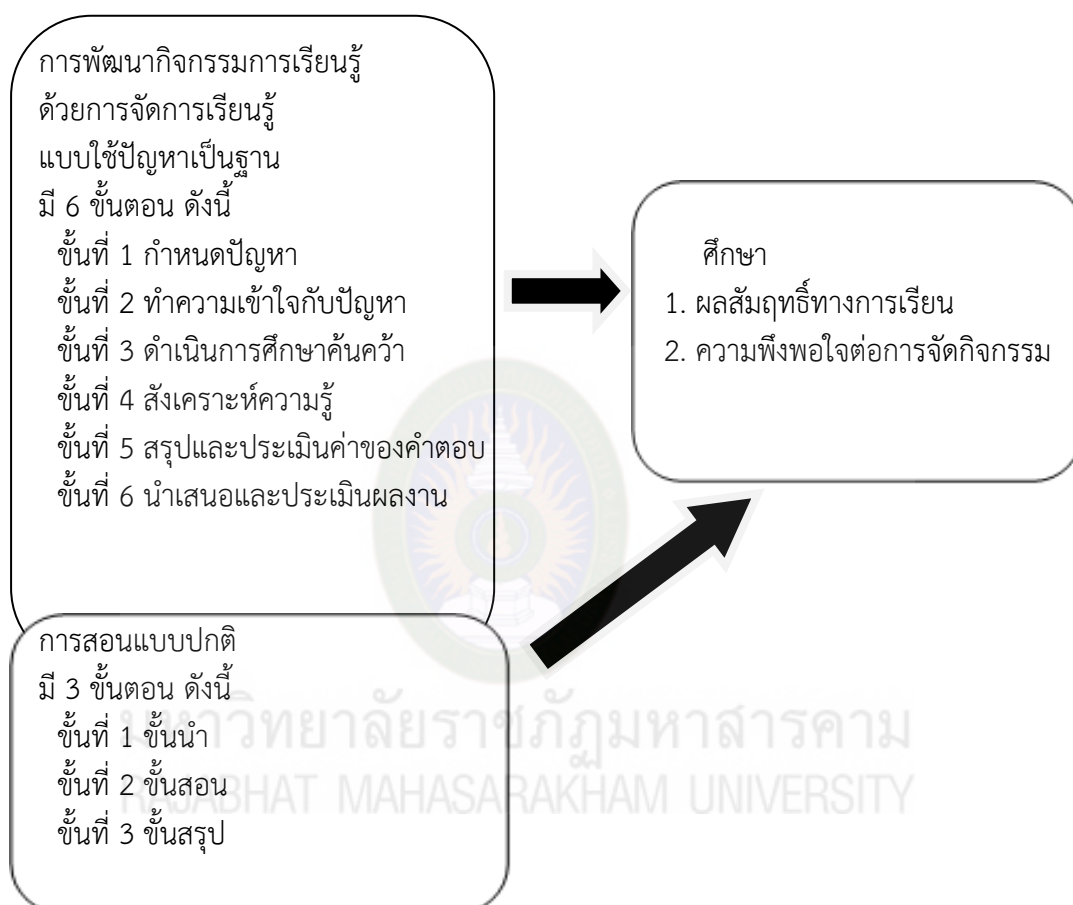 การพัฒนากิจกรรมการเรียนรู้
ด้วยการจัดการเรียนรู้
แบบใช้ปัญหาเป็นฐาน
มี 6 ขั้นตอน ดังนี้
ขั้นที่ 1 กำหนดปัญหา
ขั้นที่ 2 ทำความเข้าใจกับปัญหา
ขั้นที่ 3 ดำเนินการศึกษาค้นคว้า
ขั้นที่ 4 สังเคราะห์ความรู้
ขั้นที่ 5 สรุปและประเมินค่าของคำตอบ
ขั้นที่ 6 นำเสนอและประเมินผลงาน
ศึกษา
1. ผลสัมฤทธิ์ทางการเรียน
2. ความพึงพอใจต่อการจัดกิจกรรม
การสอนแบบปกติ
มี 3 ขั้นตอน ดังนี้
ขั้นที่ 1 ขั้นนำ
ขั้นที่ 2 ขั้นสอน
ขั้นที่ 3 ขั้นสรุป
มหาวิทยาลัยราชภัฏมหาสารคาม
RAJABHAT MAHASARAKHAM UNIVERSITY